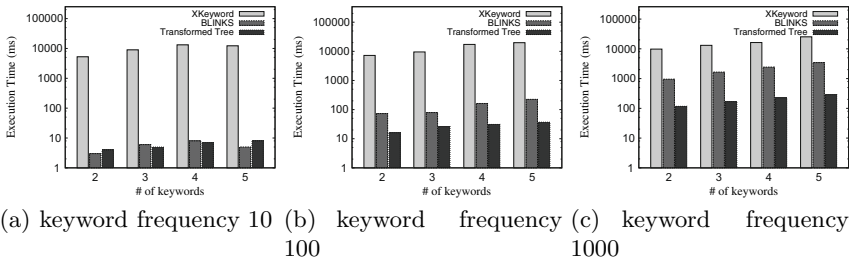 100000
10000
1000
100
10
1
Execution Time (ms)
XKeyword
BLINKS
Transformed Tree
2 3 4 5
# of keywords
100000
10000
1000
100
10
1
Execution Time (ms)
XKeyword
BLINKS
Transformed Tree
2 3 4 5
# of keywords
100000
10000
1000
100
10
1
Execution Time (ms)
XKeyword
BLINKS
Transformed Tree
2 3 4 5
# of keywords
(a) keyword frequency 10
(b) keyword frequency
100
(c) keyword frequency
1000